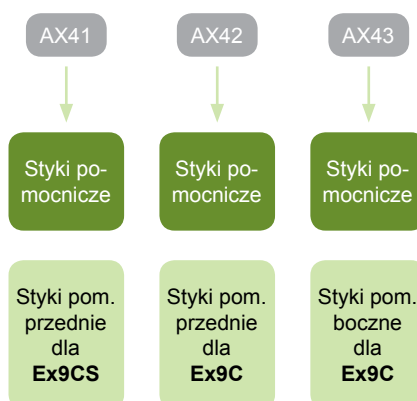 AX41
AX42
AX43
Styki po-
mocnicze
Styki po-
mocnicze
Styki po-
mocnicze
Styki pom.
przednie
dla
Ex9CS
Styki pom.
przednie
dla
Ex9C
Styki pom.
boczne
dla
Ex9C